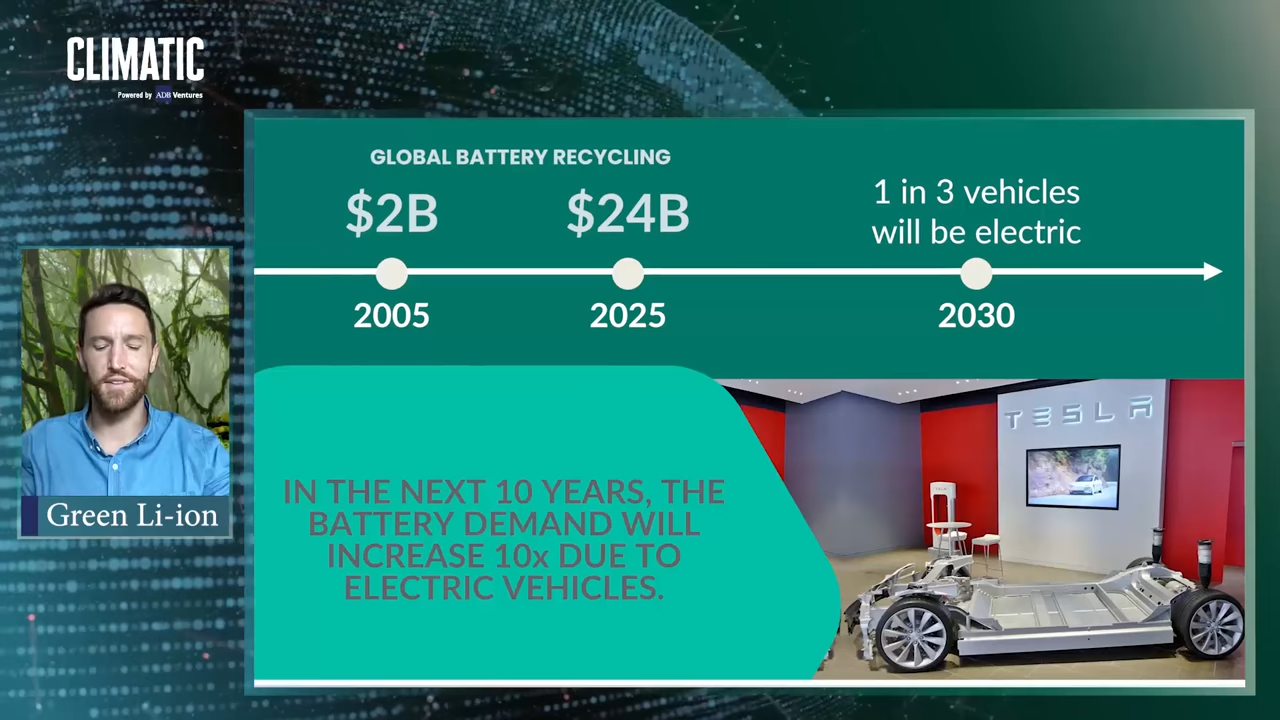 CLIMATIC
Powered by ADB Ventures
GLOBAL BATTERY RECYCLING
$2B
$24B
1 in 3 vehicles
will be electric
2005
2025
2030
Green Li-ion
IN THE NEXT 10 YEARS, THE
BATTERY DEMAND WILL
INCREASE 10x DUE TO
ELECTRIC VEHICLES.
TESLA